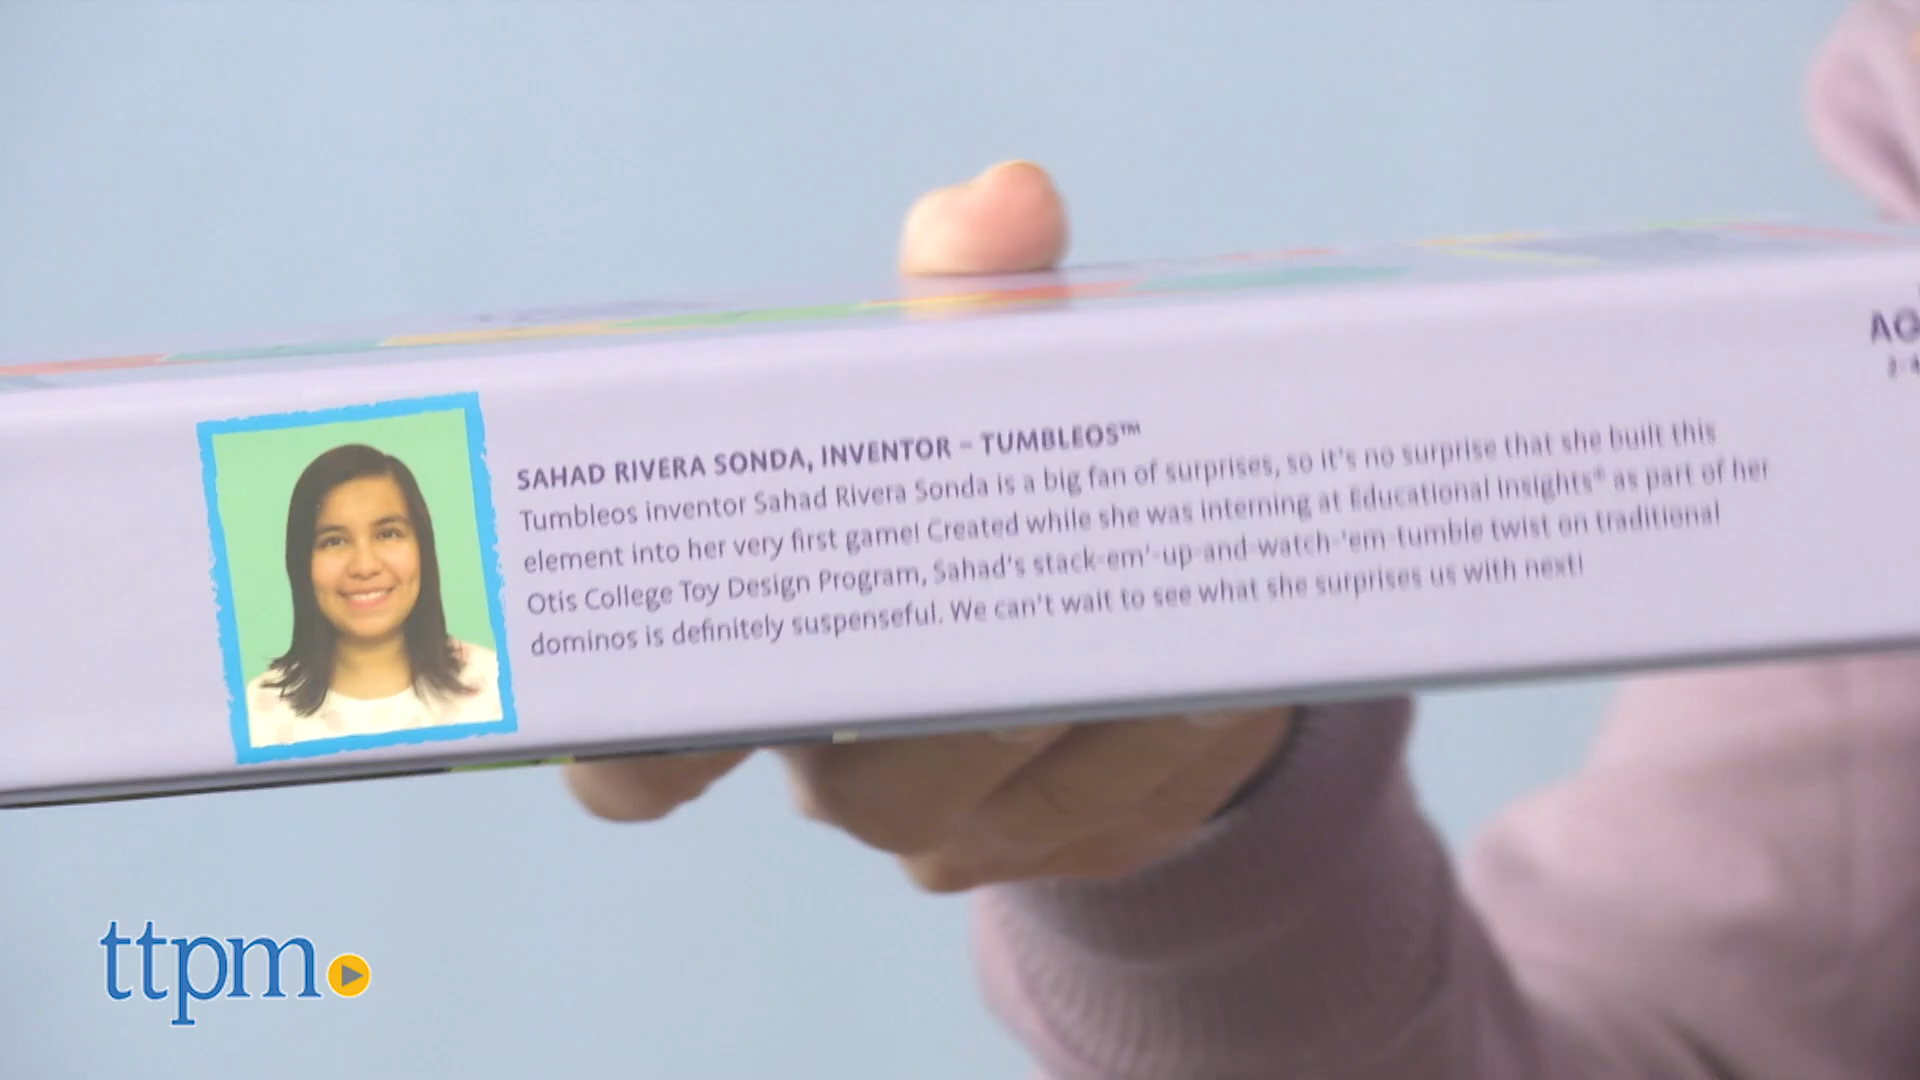 AG
SAHAD RIVERA SONDA, INVENTOR – TUMBLEOS™
Tumbleos inventor Sahad Rivera Sonda is a big fan of surprises, so it's no surprise that she built this
element into her very first game! Created while she was interning at Educational Insights® as part of her
Otis College Toy Design Program, Sahad's stack-em'-up-and-watch-'em-tumble twist on traditional
dominos is definitely suspenseful. We can't wait to see what she surprises us with next!
ttpm